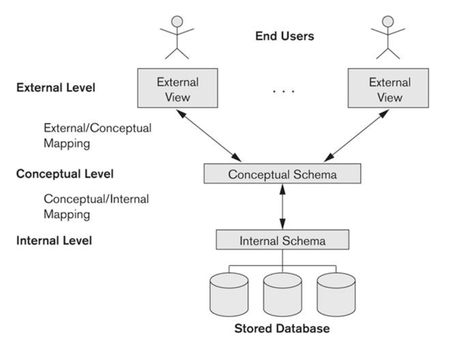 End Users
External Level
External
View
. . .
External
View
External/Conceptual
Mapping
Conceptual Level
Conceptual Schema
Conceptual/Internal
Mapping
Internal Level
Internal Schema
Stored Database